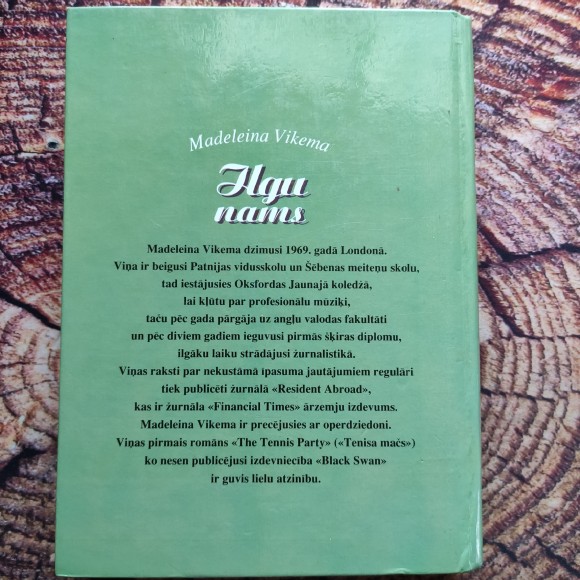 Madeleina Vikema
Ilgu
nams
Madeleina Vikema dzimusi 1969. gadā Londonā.
Viņa ir beigusi Patnijas vidusskolu un Šēbenas meiteņu skolu,
tad iestājusies Oksfordas Jaunajā koledžā,
lai kļūtu par profesionālu mūziķi,
taču pēc gada pārgāja uz angļu valodas fakultāti
un pēc diviem gadiem ieguvusi pirmās šķiras diplomu,
ilgāku laiku strādājusi žurnālistikā.
Viņas raksti par nekustamā īpasuma jautājumiem regulāri
tiek publicēti žurnālā «Resident Abroad»,
kas ir žurnāla «Financial Times» ārzemju izdevums.
Madeleina Vikema ir precējusies ar operdziedoni.
Viņas pirmais romāns «The Tennis Party» («Tenisa mačs»)
ko nesen publicējusi izdevniecība «Black Swan»
ir guvis lielu atzinību.